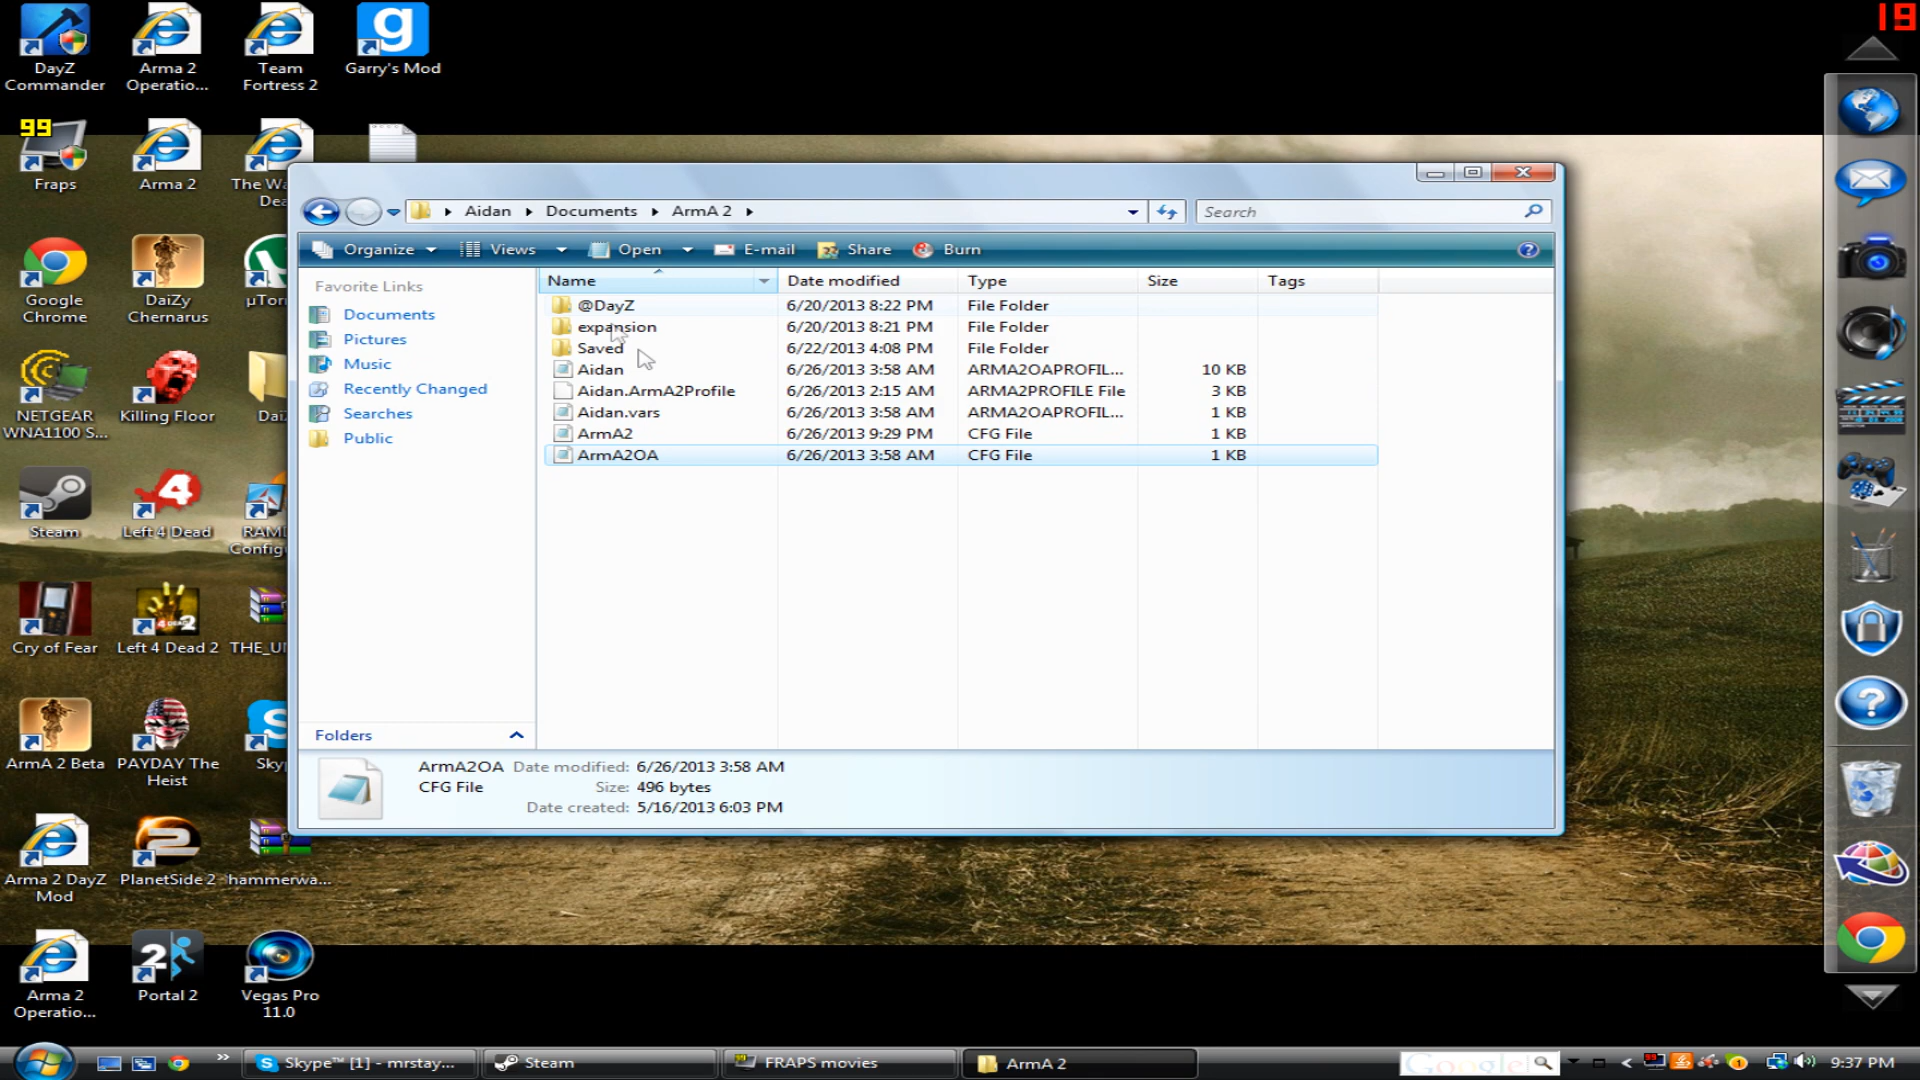 19
DayZ Commander
Arma 2 Operatio...
Team Fortress 2
Garry's Mod
99
Fraps
Arma 2
The Wa
Dea
Google Chrome
DaiZy Chernarus
µTor
NETGEAR WNA1100 S...
Killing Floor
Dai
Steam
Left 4 Dead
RAM
Config
Cry of Fear
Left 4 Dead 2
THE_U
ArmA 2 Beta
PAYDAY The Heist
Sky
Arma 2 DayZ Mod
PlanetSide 2
hammerwa...
Arma 2 Operatio...
Portal 2
Vegas Pro 11.0
Aidan
Documents
ArmA 2
Search
Organize
Views
Open
E-mail
Share
Burn
Favorite Links
Documents
Pictures
Music
Recently Changed
Searches
Public
Folders
Name Date modified Type Size Tags
@DayZ 6/20/2013 8:22 PM File Folder
expansion 6/20/2013 8:21 PM File Folder
Saved 6/22/2013 4:08 PM File Folder
Aidan 6/26/2013 3:58 AM ARMA2OAPROFIL... 10 KB
Aidan.ArmA2Profile 6/26/2013 2:15 AM ARMA2PROFILE File 3 KB
Aidan.vars 6/26/2013 3:58 AM ARMA2OAPROFIL... 1 KB
ArmA2 6/26/2013 9:29 PM CFG File 1 KB
ArmA2OA 6/26/2013 3:58 AM CFG File 1 KB
ArmA2OA Date modified: 6/26/2013 3:58 AM
CFG File Size: 496 bytes
Date created: 5/16/2013 6:03 PM
Skype™ [1] - mrstay...
Steam
FRAPS movies
ArmA 2
Google
9:37 PM